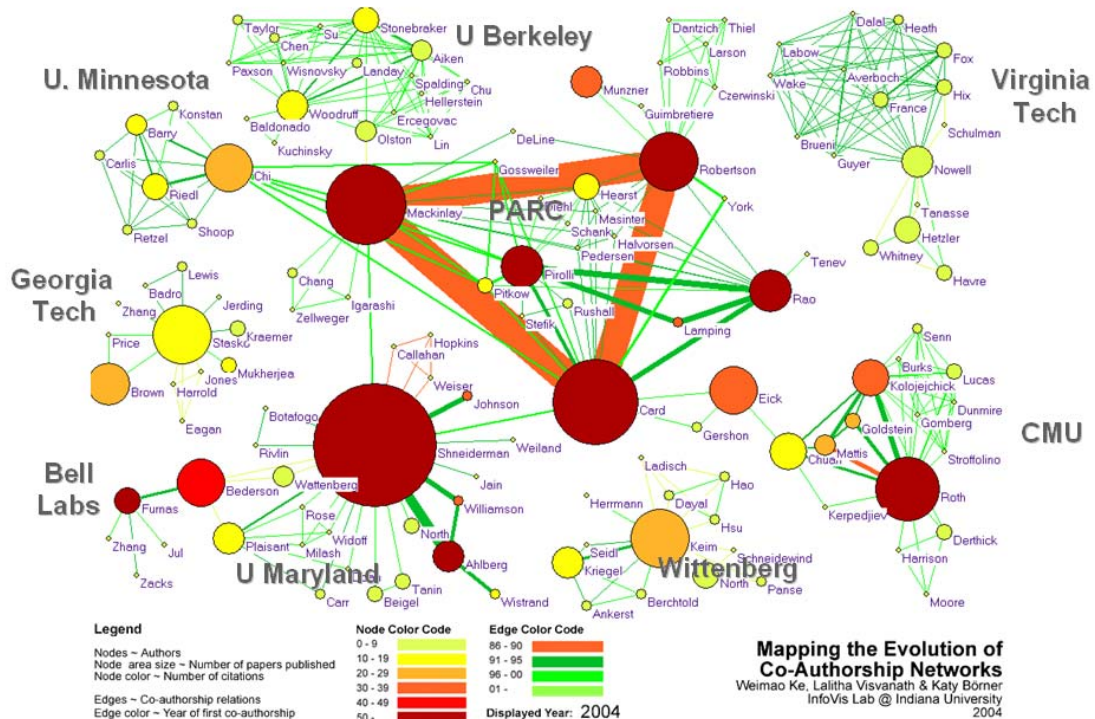 Taylor
Su
Stonebraker
Chen
Aiken
Paxson
Wisnovsky
Landay
Spalding
Chu
Hellerstein
Woodruff
Ercegovac
Baldonado
Olston
Lin
Kuchinsky
U Berkeley
Dantzich
Thiel
Larson
Robbins
Czerwinski
Munzner
Guimbretiere
DeLine
Dalal
Heath
Labow
Fox
Wake
Averboch
Hix
France
Schulman
Brueni
Guyer
Nowell
Tanasse
Hetzler
Whitney
Havre
Virginia
Tech
U. Minnesota
Konstan
Barry
Carlis
Chi
Riedl
Retzel
Shoop
Gossweiler
Robertson
Mackinlay
PARC
Hearst
York
Masinter
Schank
Halvorsen
Pedersen
Pirolli
Tenev
Pitkow
Rao
Rushall
Stefik
Lamping
Chang
Igarashi
Zellweger
Georgia
Tech
Lewis
Badro
Zhang
Jerding
Stasko
Kraemer
Price
Mukherjea
Jones
Brown
Harrold
Eagan
Hopkins
Callahan
Weiser
Johnson
Card
Eick
Gershon
Botafogo
Shneiderman
Weiland
Rivlin
Senn
Burks
Kolojejchick
Lucas
Dunmire
Goldstein
Gomberg
Mattis
Chuah
Stroffolino
Roth
Kerpedjiev
Derthick
Harrison
Moore
CMU
Bell
Labs
Bederson
Wattenberg
Jain
Furnas
Williamson
Rose
North
Zhang
Jul
Plaisant
Widoff
Milash
Ahlberg
Zacks
U Maryland
Tanin
Carr
Beigel
Wistrand
Ladisch
Hao
Herrmann
Dayal
Hsu
Seidl
Keim
Schneidewind
Kriegel
Wittenberg
North
Panse
Ankerst
Berchtold
Legend
Nodes ~ Authors
Node area size ~ Number of papers published
Node color ~ Number of citations
Edges ~ Co-authorship relations
Edge color ~ Year of first co-authorship
Node Color Code
0 - 9
10 - 19
20 - 29
30 - 39
40 - 49
50 -
Edge Color Code
86 - 90
91 - 95
96 - 00
01 -
Displayed Year: 2004
Mapping the Evolution of
Co-Authorship Networks
Weimao Ke, Lalitha Visvanath & Katy Börner
InfoVis Lab @ Indiana University
2004